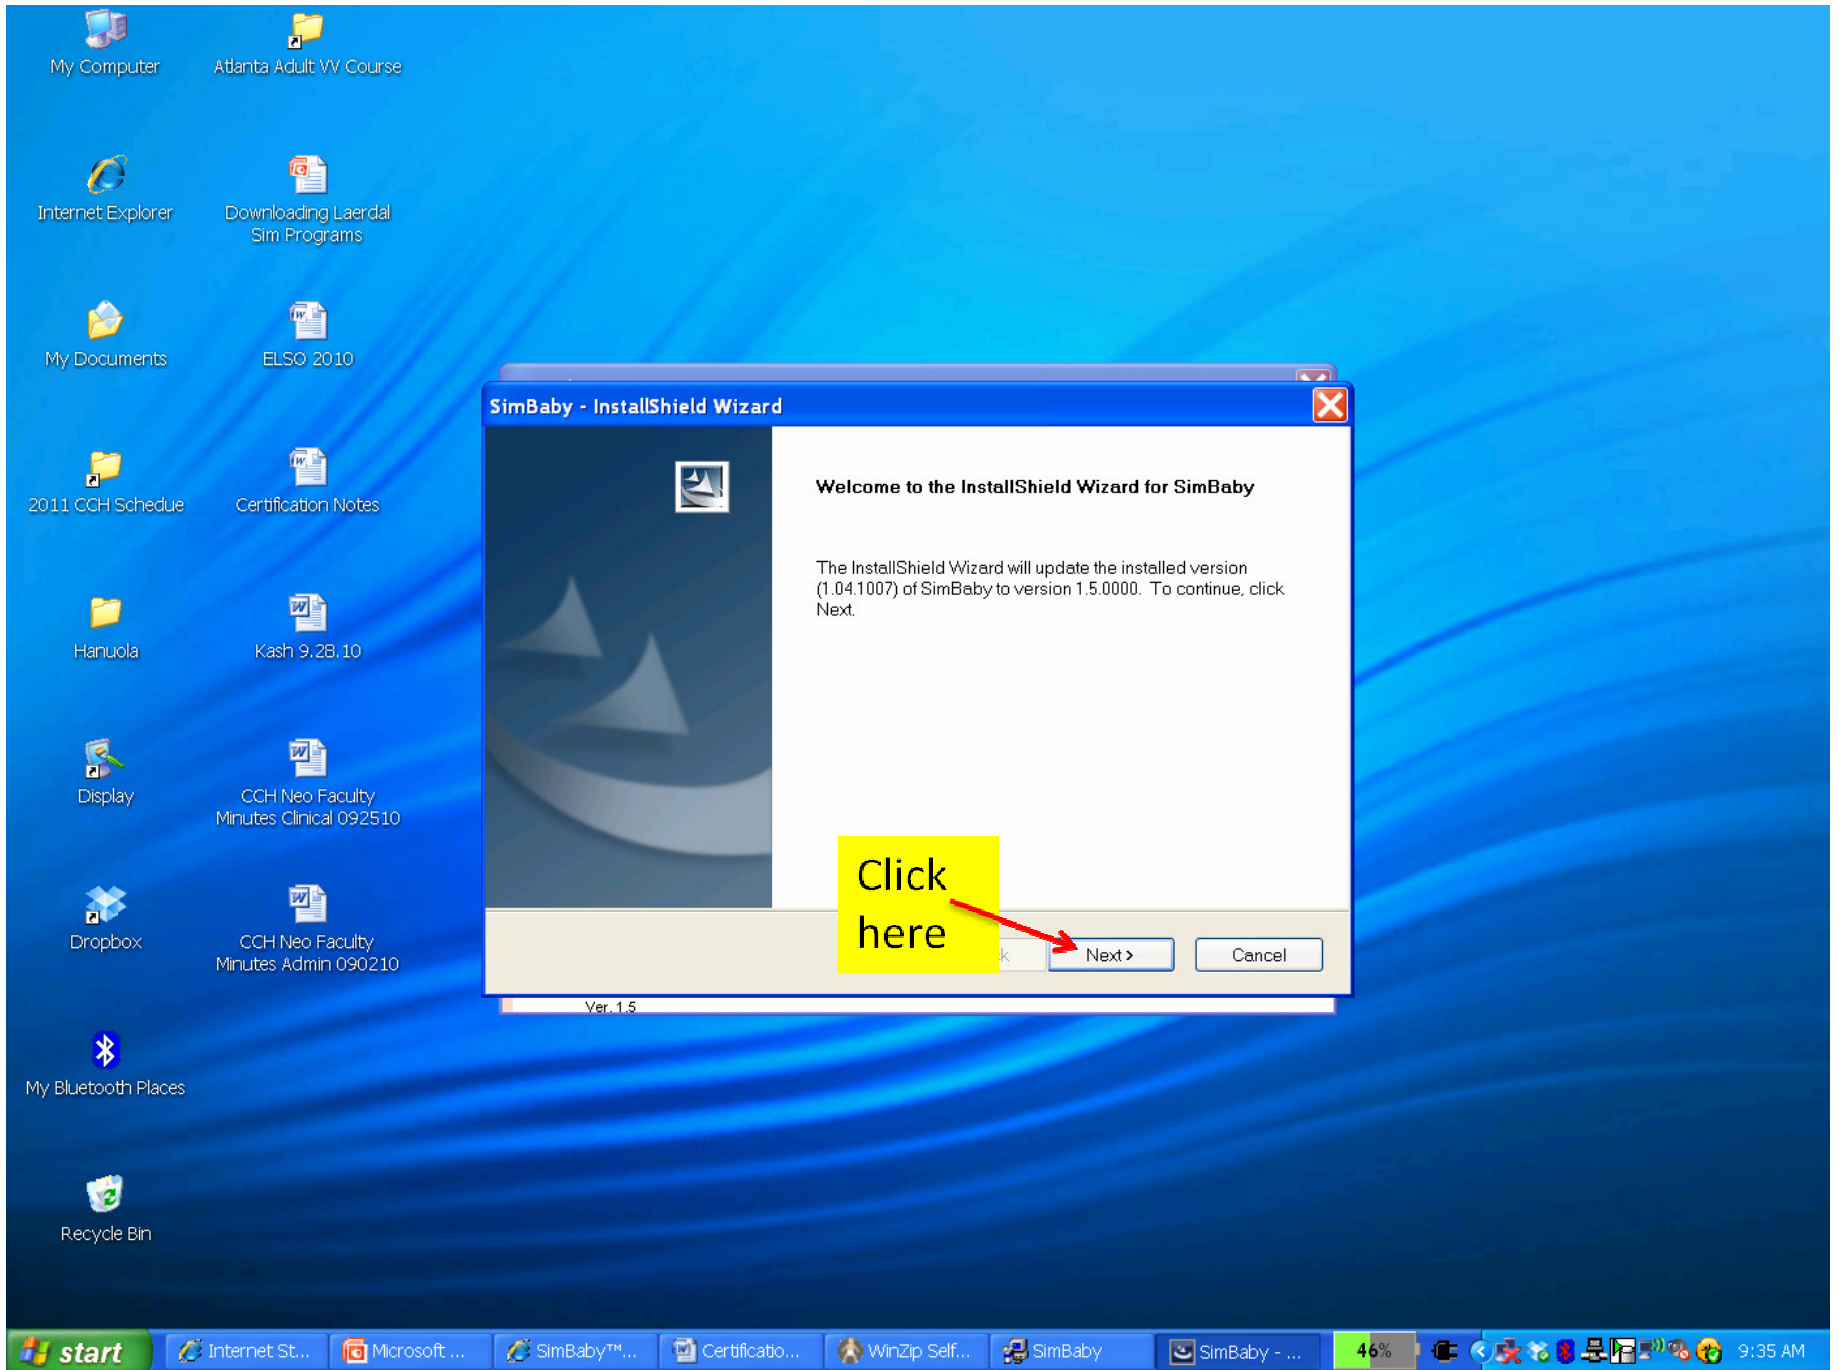 My Computer
Atlanta Adult VV Course
Internet Explorer
Downloading Laerdal
Sim Programs
My Documents
ELSO 2010
2011 CCH Schedue
Certification Notes
Hanuola
Kash 9.28.10
Display
CCH Neo Faculty
Minutes Clinical 092510
Dropbox
CCH Neo Faculty
Minutes Admin 090210
My Bluetooth Places
Recycle Bin
SimBaby - InstallShield Wizard
Welcome to the InstallShield Wizard for SimBaby
The InstallShield Wizard will update the installed version
(1.04.1007) of SimBaby to version 1.5.0000. To continue, click
Next.
Click
here
Next >
Cancel
Ver. 1.5
start
Internet St...
Microsoft ...
SimBaby™...
Certificatio...
WinZip Self...
SimBaby
SimBaby - ...
46%
9:35 AM